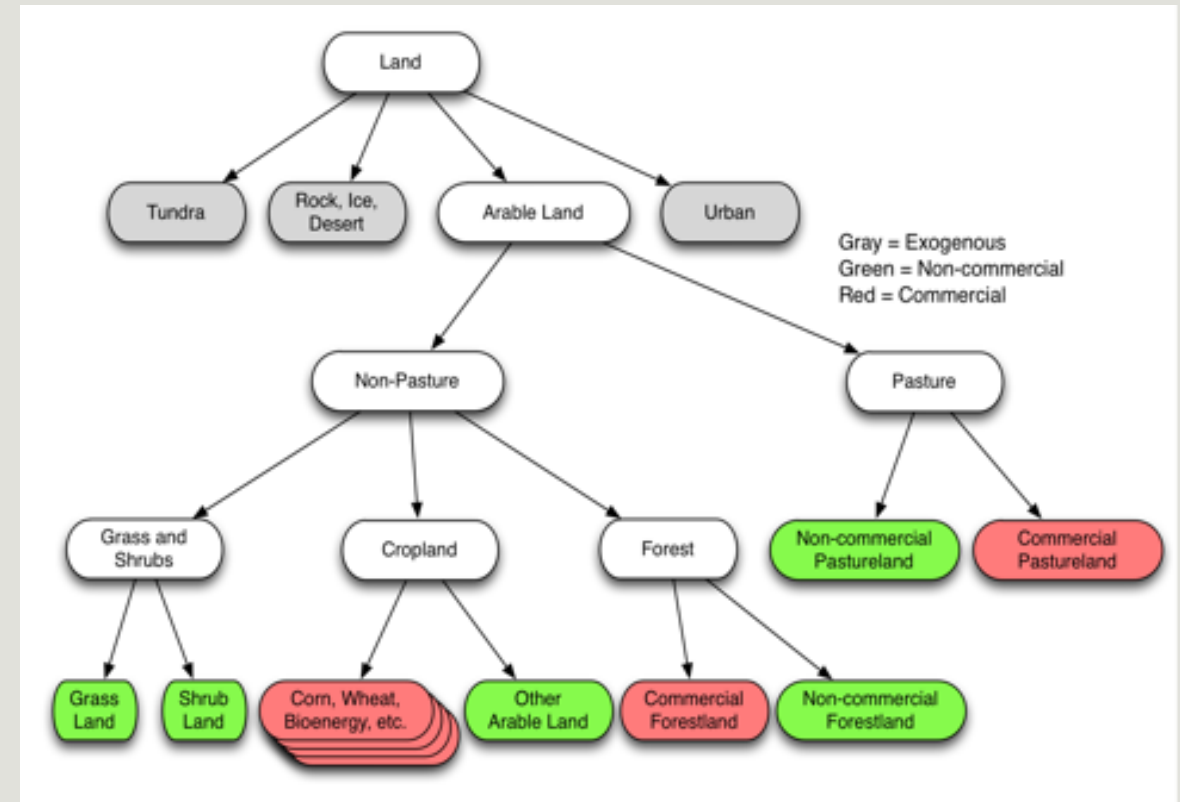 Land
Tundra
Rock, Ice,
Desert
Arable Land
Urban
Gray = Exogenous
Green = Non-commercial
Red = Commercial
Non-Pasture
Pasture
Grass and
Shrubs
Cropland
Forest
Non-commercial
Pastureland
Commercial
Pastureland
Grass
Land
Shrub
Land
Corn, Wheat,
Bioenergy, etc.
Other
Arable Land
Commercial
Forestland
Non-commercial
Forestland